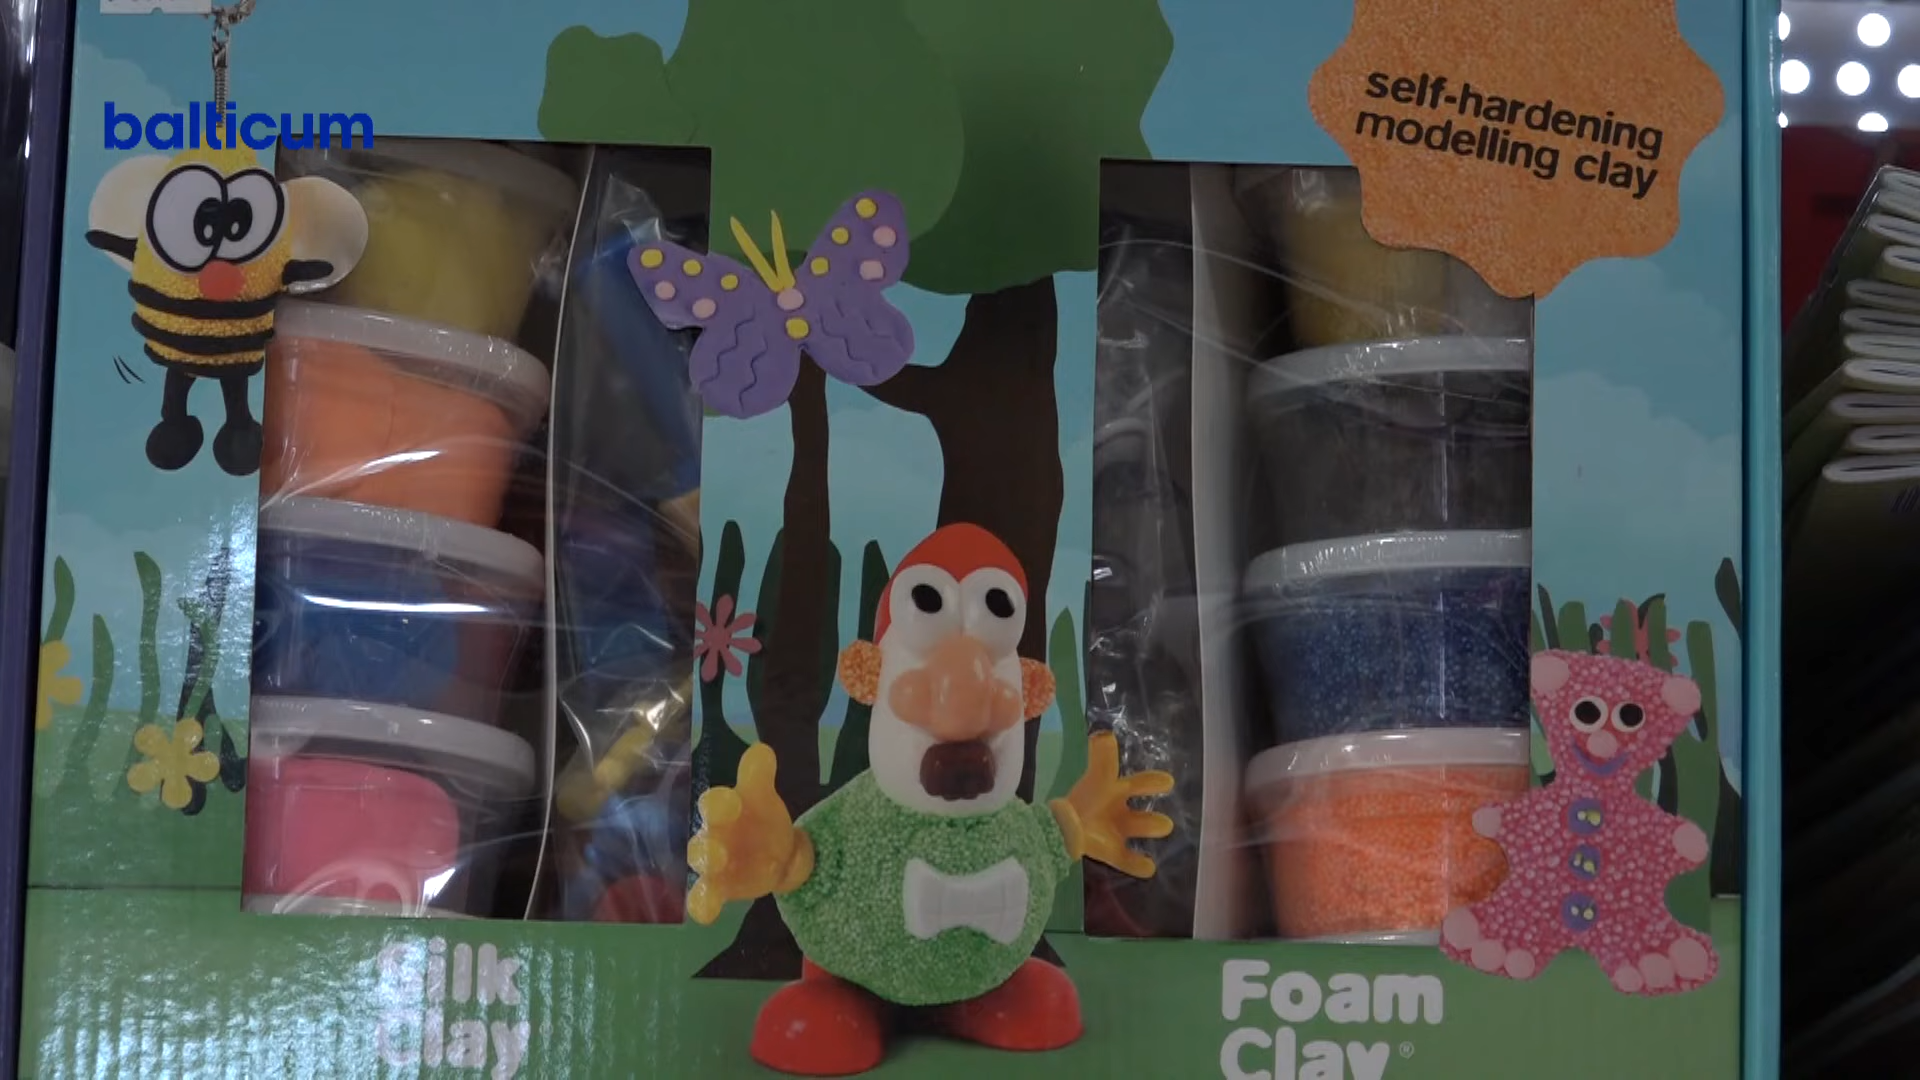 balticum
self-hardening
modelling clay
Silk
Clay
Foam
Clay®